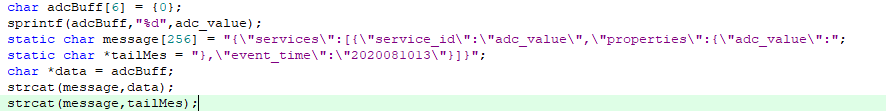 char adcBuff[6] = {0};
sprintf(adcBuff,"%d",adc_value);
static char message[256] = "{\"services\":[{\"service_id\":\"adc_value\",\"properties\":{\"adc_value\":";
static char *tailMes = "},\"event_time\":\"2020081013\"}]}";
char *data = adcBuff;
strcat(message,data);
strcat(message,tailMes);